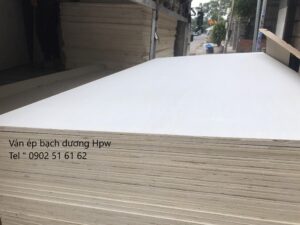 Ván ép bạch dương Hpw
Tel " 0902 51 61 62